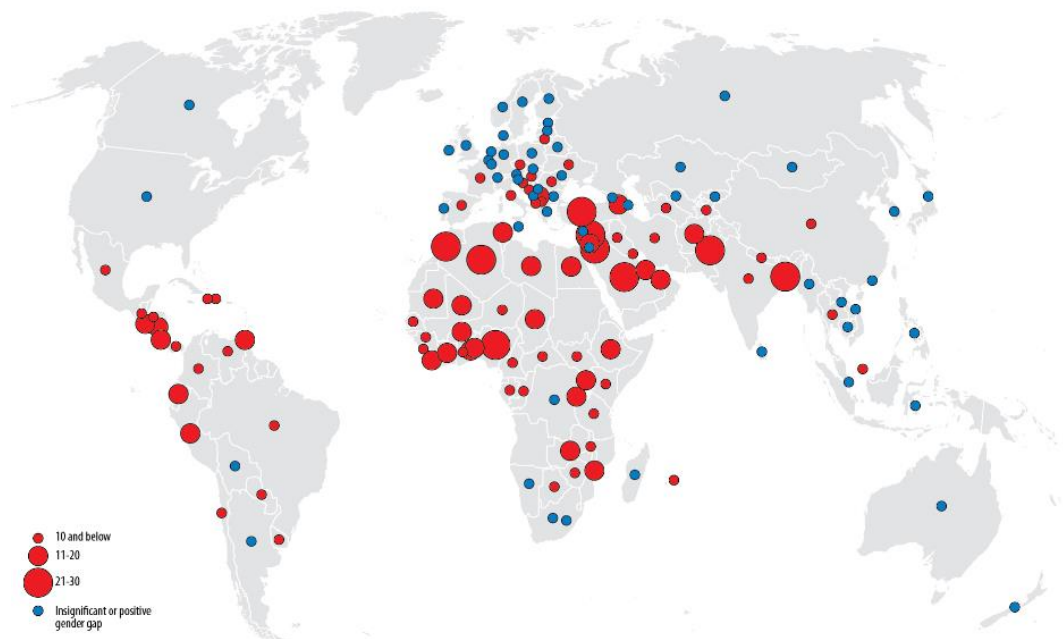 10 and below
11-20
21-30
Insignificant or positive
gender gap